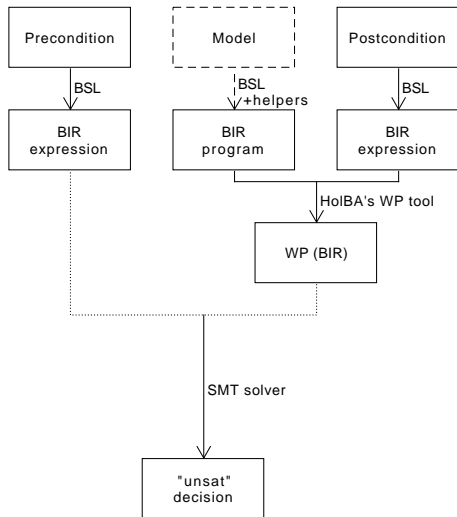 Precondition
Model
Postcondition
BSL
BSL
+helpers
BSL
BIR
expression
BIR
program
BIR
expression
HolBA's WP tool
WP (BIR)
SMT solver
"unsat"
decision